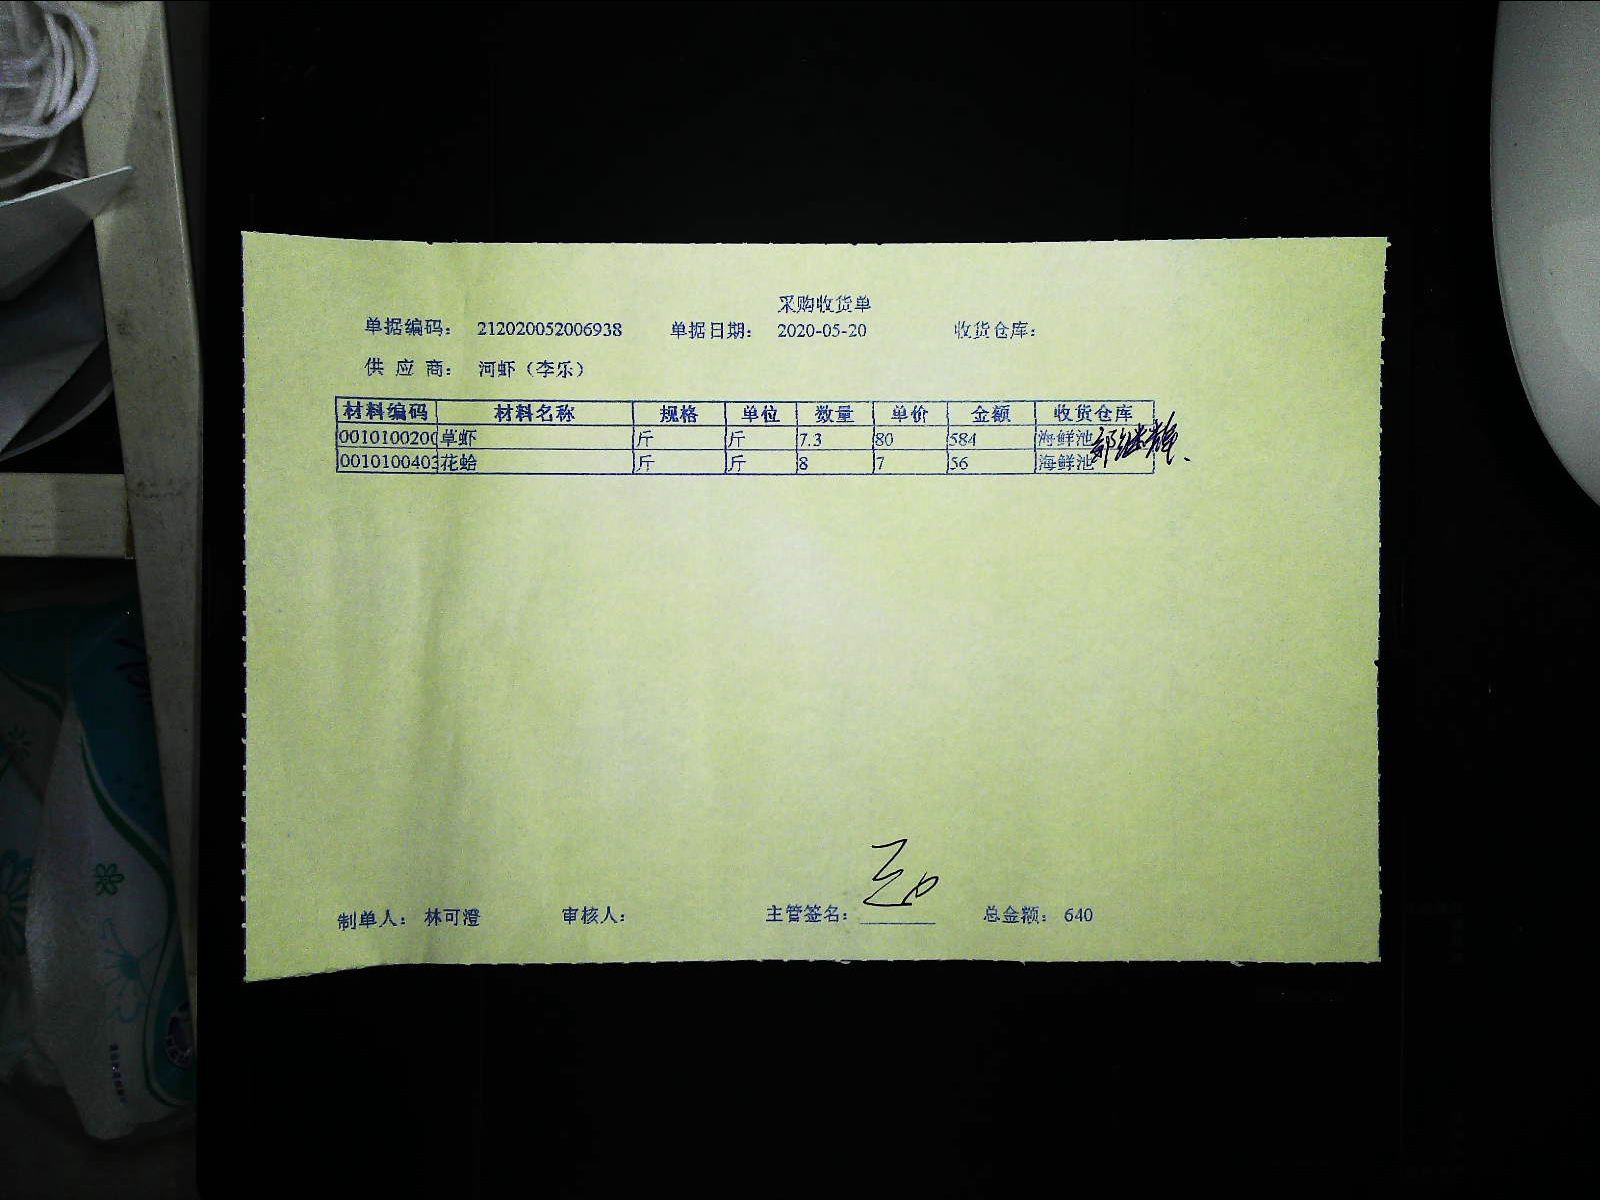 采购收货单
单据编码： 212020052006938 单据日期： 2020-05-20 收货仓库：
供 应 商： 河虾（李乐）
材料编码 材料名称 规格 单位 数量 单价 金额 收货仓库
0010100200 草虾 斤 斤 7.3 80 584 海鲜池
0010100403 花蛤 斤 斤 8 7 56 海鲜池
制单人： 林可澄 审核人： 主管签名： 总金额： 640